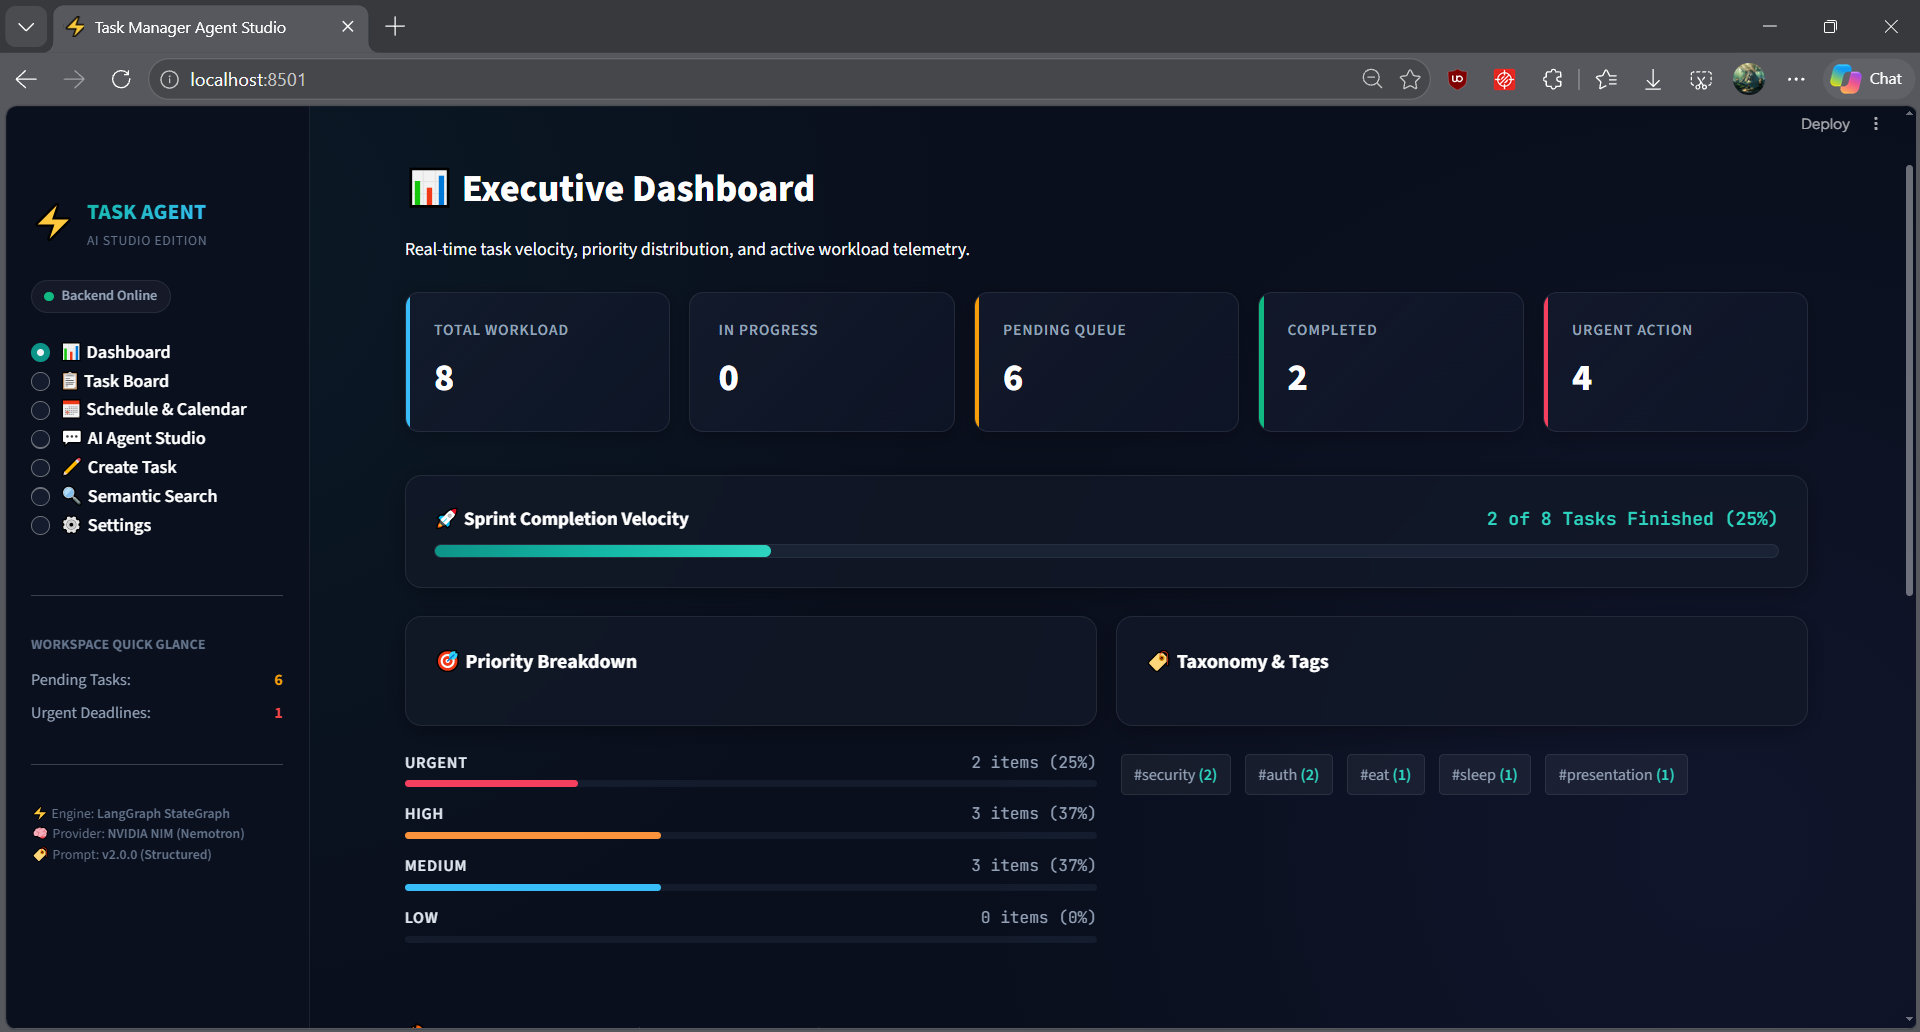 Task Manager Agent Studio
localhost:8501
Chat
Deploy
TASK AGENT
AI STUDIO EDITION
Backend Online
Dashboard
Task Board
Schedule & Calendar
AI Agent Studio
Create Task
Semantic Search
Settings
WORKSPACE QUICK GLANCE
Pending Tasks: 6
Urgent Deadlines: 1
Engine: LangGraph StateGraph
Provider: NVIDIA NIM (Nemotron)
Prompt: v2.0.0 (Structured)
Executive Dashboard
Real-time task velocity, priority distribution, and active workload telemetry.
TOTAL WORKLOAD
8
IN PROGRESS
0
PENDING QUEUE
6
COMPLETED
2
URGENT ACTION
4
Sprint Completion Velocity
2 of 8 Tasks Finished (25%)
Priority Breakdown
URGENT 2 items (25%)
HIGH 3 items (37%)
MEDIUM 3 items (37%)
LOW 0 items (0%)
Taxonomy & Tags
#security (2) #auth (2) #eat (1) #sleep (1) #presentation (1)